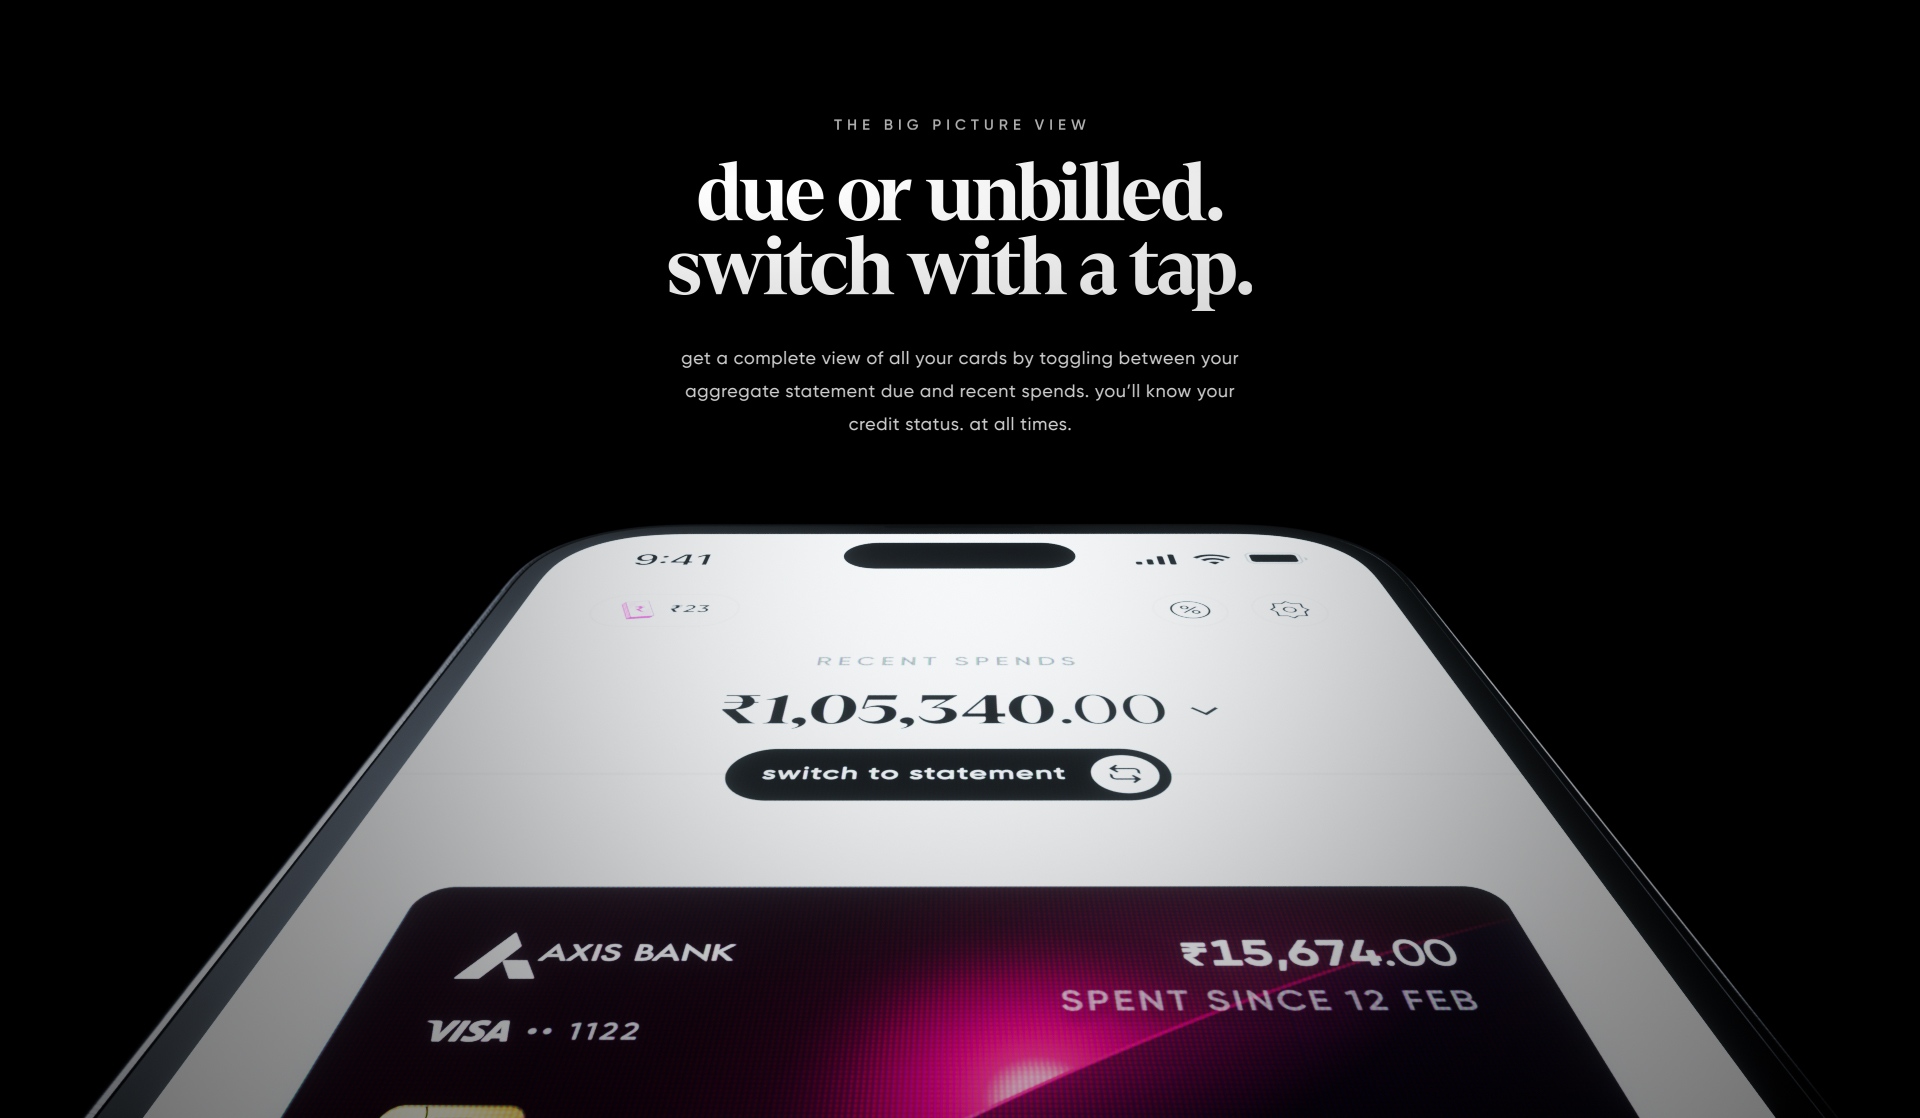 THE BIG PICTURE VIEW
due or unbilled.
switch with a tap.
get a complete view of all your cards by toggling between your
aggregate statement due and recent spends. you’ll know your
credit status. at all times.
9:41
₹23
RECENT SPENDS
₹1,05,340.00
switch to statement
AXIS BANK
₹15,674.00
SPENT SINCE 12 FEB
VISA •• 1122